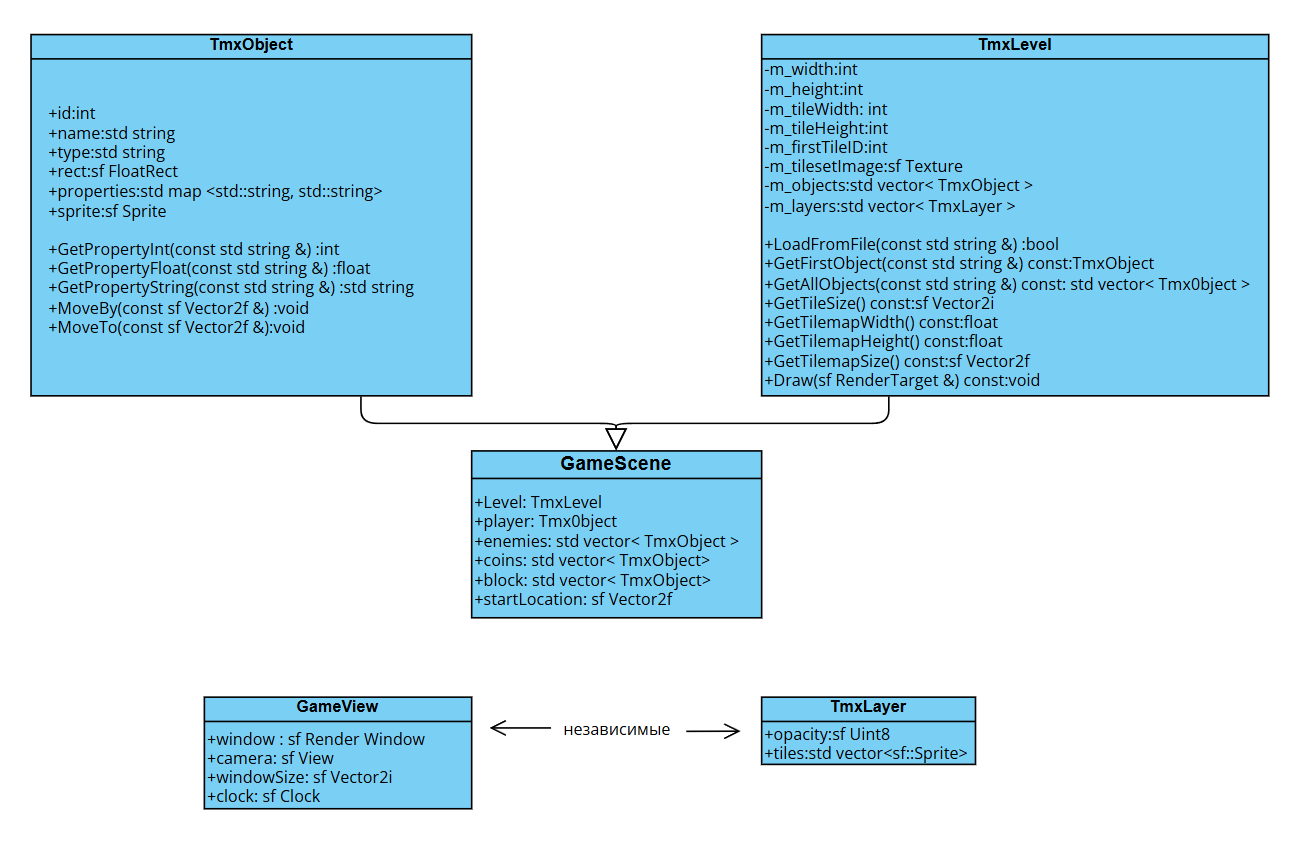 TmxObject
+id:int
+name:std string
+type:std string
+rect:sf FloatRect
+properties:std map <std::string, std::string>
+sprite:sf Sprite
+GetPropertyInt(const std string &) :int
+GetPropertyFloat(const std string &) :float
+GetPropertyString(const std string &) :std string
+MoveBy(const sf Vector2f &) :void
+MoveTo(const sf Vector2f &):void
TmxLevel
-m_width:int
-m_height:int
-m_tileWidth: int
-m_tileHeight:int
-m_firstTileID:int
-m_tilesetImage:sf Texture
-m_objects:std vector< TmxObject >
-m_layers:std vector< TmxLayer >
+LoadFromFile(const std string &) :bool
+GetFirstObject(const std string &) const:TmxObject
+GetAllObjects(const std string &) const: std vector< Tmx0bject >
+GetTileSize() const:sf Vector2i
+GetTilemapWidth() const:float
+GetTilemapHeight() const:float
+GetTilemapSize() const:sf Vector2f
+Draw(sf RenderTarget &) const:void
GameScene
+Level: TmxLevel
+player: Tmx0bject
+enemies: std vector< TmxObject >
+coins: std vector< TmxObject>
+block: std vector< TmxObject>
+startLocation: sf Vector2f
GameView
+window : sf Render Window
+camera: sf View
+windowSize: sf Vector2i
+clock: sf Clock
независимые
TmxLayer
+opacity:sf Uint8
+tiles:std vector<sf::Sprite>